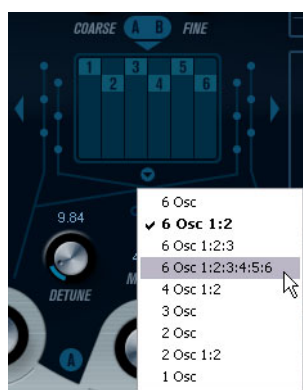 COARSE A B FINE
1 3 5
2 4 6
9.84
DETUNE
A
6 Osc
6 Osc 1:2
6 Osc 1:2:3
6 Osc 1:2:3:4:5:6
4 Osc 1:2
3 Osc
2 Osc
2 Osc 1:2
1 Osc